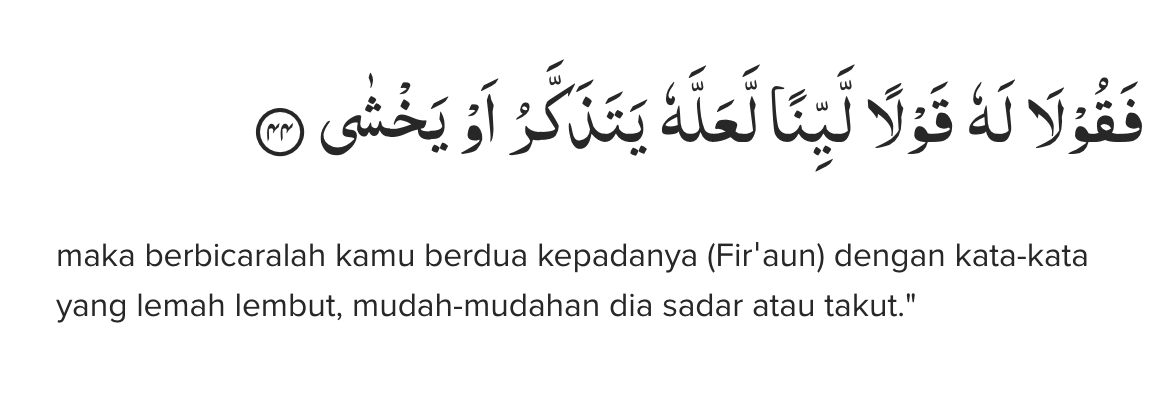 فَقُوْلَا لَهٗ قَوْلًا لَّيِّنًا لَّعَلَّهٗ يَتَذَكَّرُ اَوْ يَخْشٰى ٤٤
maka berbicaralah kamu berdua kepadanya (Fir'aun) dengan kata-kata
yang lemah lembut, mudah-mudahan dia sadar atau takut."